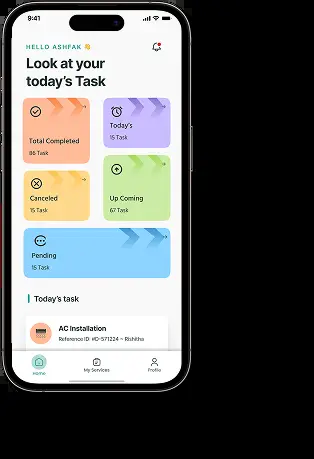 9:41
HELLO ASHFAK 👋
Look at your
today's Task
Total Completed
86 Task
Today's
15 Task
Canceled
15 Task
Up Coming
67 Task
Pending
15 Task
Today's task
AC Installation
Reference ID: #D-571224 ~ Rishitha
Home
My Services
Profile